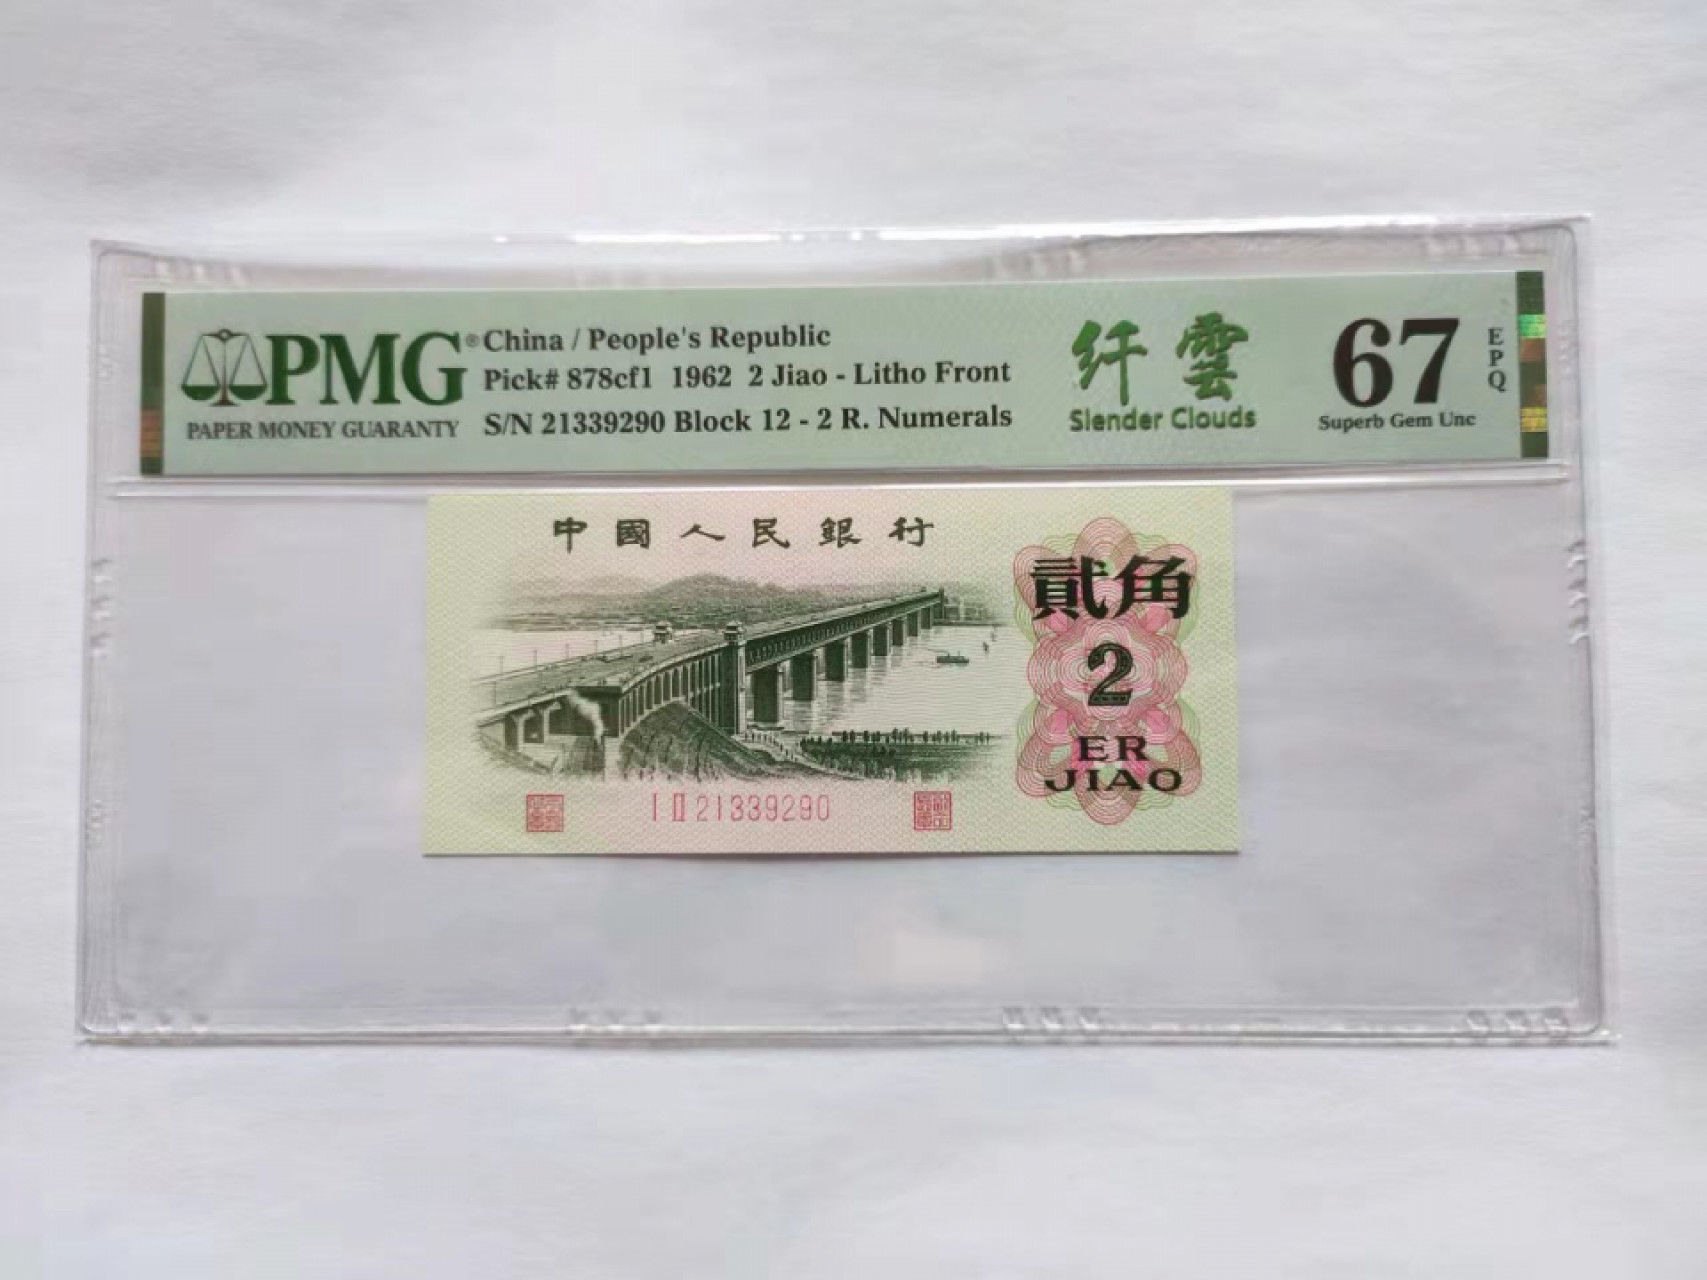 PMG®
PAPER MONEY GUARANTY
China / People's Republic
Pick# 878cf1 1962 2 Jiao - Litho Front
S/N 21339290 Block 12 - 2 R. Numerals
纤雲
Slender Clouds
67
EPQ
Superb Gem Unc
中國人民銀行
貳角
2
ER
JIAO
I II 21339290